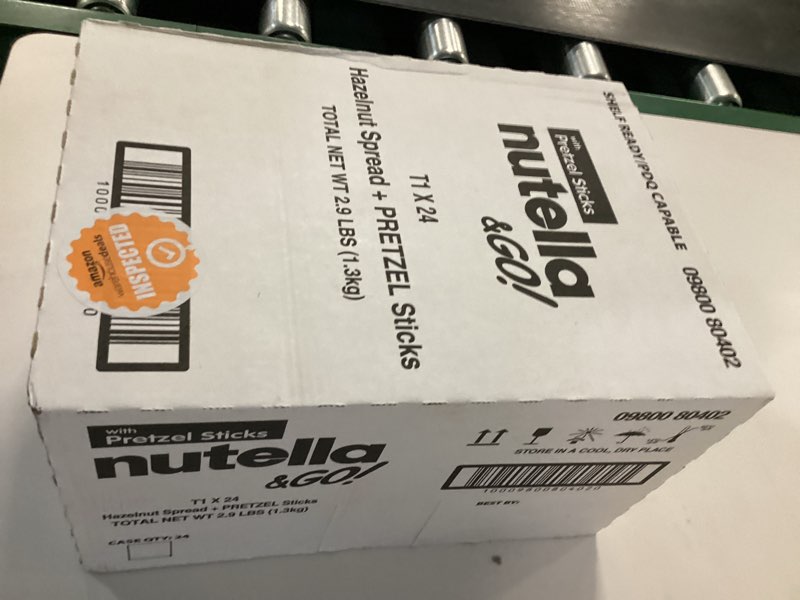 SHELF READY/PDQ CAPABLE 09800 80402
with
Pretzel Sticks
nutella
&GO!
T1 X 24
Hazelnut Spread + PRETZEL Sticks
TOTAL NET WT 2.9 LBS (1.3kg)
INSPECTED
warehousedeals
amazon
with
Pretzel Sticks
nutella
&GO!
T1 X 24
Hazelnut Spread + PRETZEL Sticks
TOTAL NET WT 2.9 LBS (1.3kg)
CASE QTY: 24
09800 80402
STORE IN A COOL, DRY PLACE
10009800804020
BEST BY: